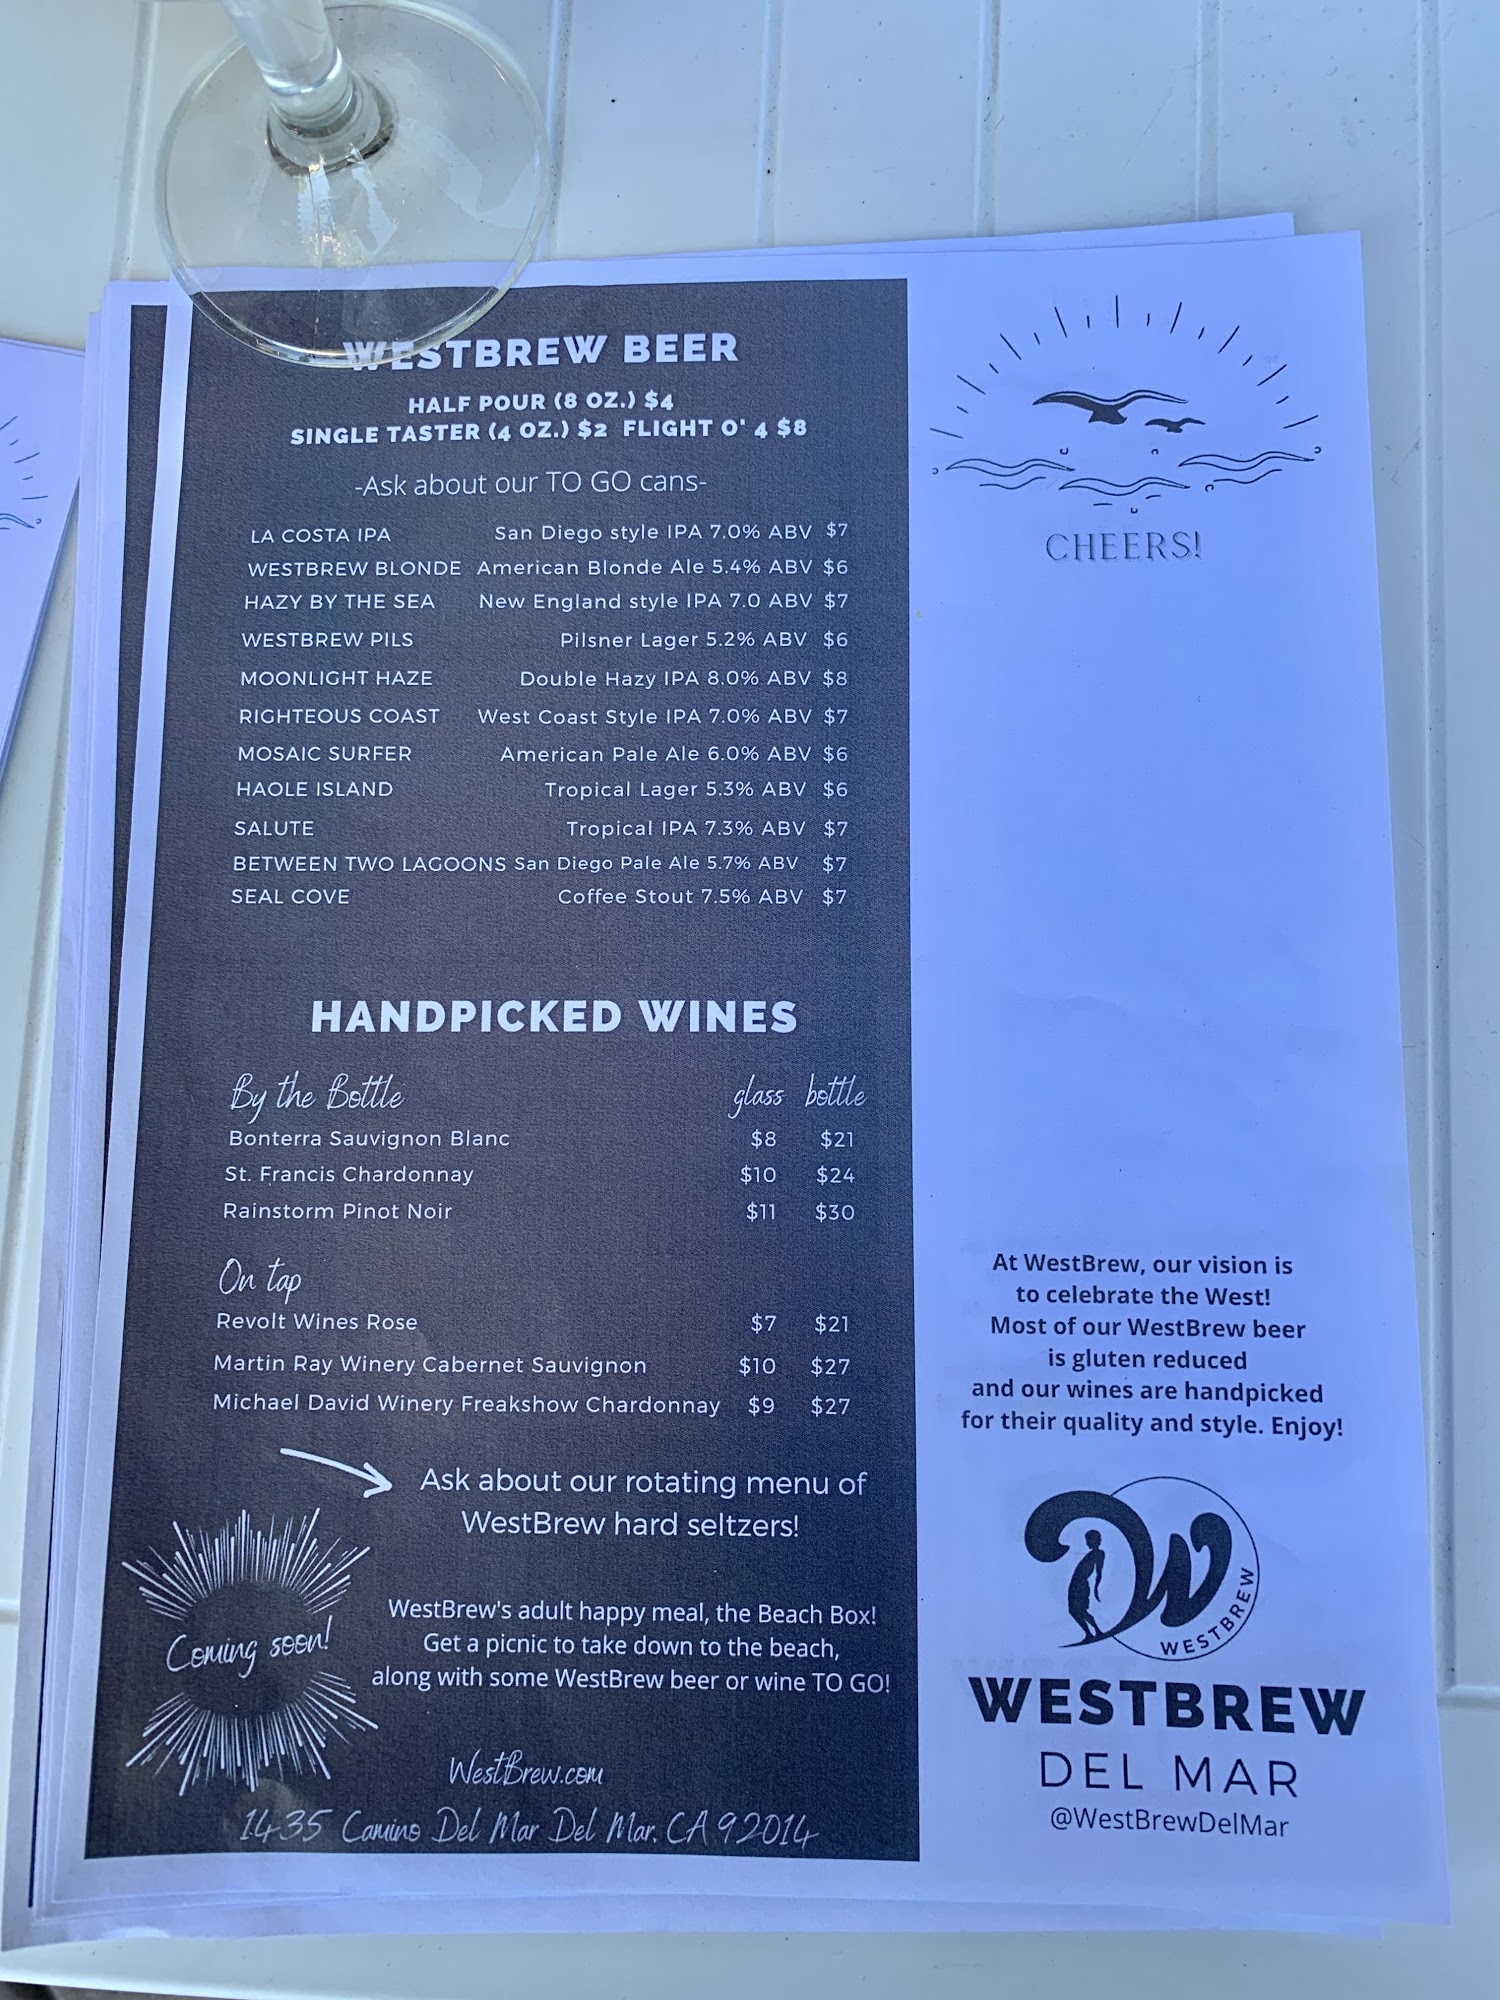 WESTBREW BEER
HALF POUR (8 OZ.) $4
SINGLE TASTER (4 OZ.) $2 FLIGHT O' 4 $8
-Ask about our TO GO cans-
LA COSTA IPA San Diego style IPA 7.0% ABV $7
WESTBREW BLONDE American Blonde Ale 5.4% ABV $6
HAZY BY THE SEA New England style IPA 7.0 ABV $7
WESTBREW PILS Pilsner Lager 5.2% ABV $6
MOONLIGHT HAZE Double Hazy IPA 8.0% ABV $8
RIGHTEOUS COAST West Coast Style IPA 7.0% ABV $7
MOSAIC SURFER American Pale Ale 6.0% ABV $6
HAOLE ISLAND Tropical Lager 5.3% ABV $6
SALUTE Tropical IPA 7.3% ABV $7
BETWEEN TWO LAGOONS San Diego Pale Ale 5.7% ABV $7
SEAL COVE Coffee Stout 7.5% ABV $7
HANDPICKED WINES
By the Bottle glass bottle
Bonterra Sauvignon Blanc $8 $21
St. Francis Chardonnay $10 $24
Rainstorm Pinot Noir $11 $30
On tap
Revolt Wines Rose $7 $21
Martin Ray Winery Cabernet Sauvignon $10 $27
Michael David Winery Freakshow Chardonnay $9 $27
Ask about our rotating menu of
WestBrew hard seltzers!
Coming soon!
WestBrew's adult happy meal, the Beach Box!
Get a picnic to take down to the beach,
along with some WestBrew beer or wine TO GO!
WestBrew.com
1435 Camino Del Mar Del Mar, CA 92014
CHEERS!
At WestBrew, our vision is
to celebrate the West!
Most of our WestBrew beer
is gluten reduced
and our wines are handpicked
for their quality and style. Enjoy!
DW
WESTBREW
WESTBREW
DEL MAR
@WestBrewDelMar